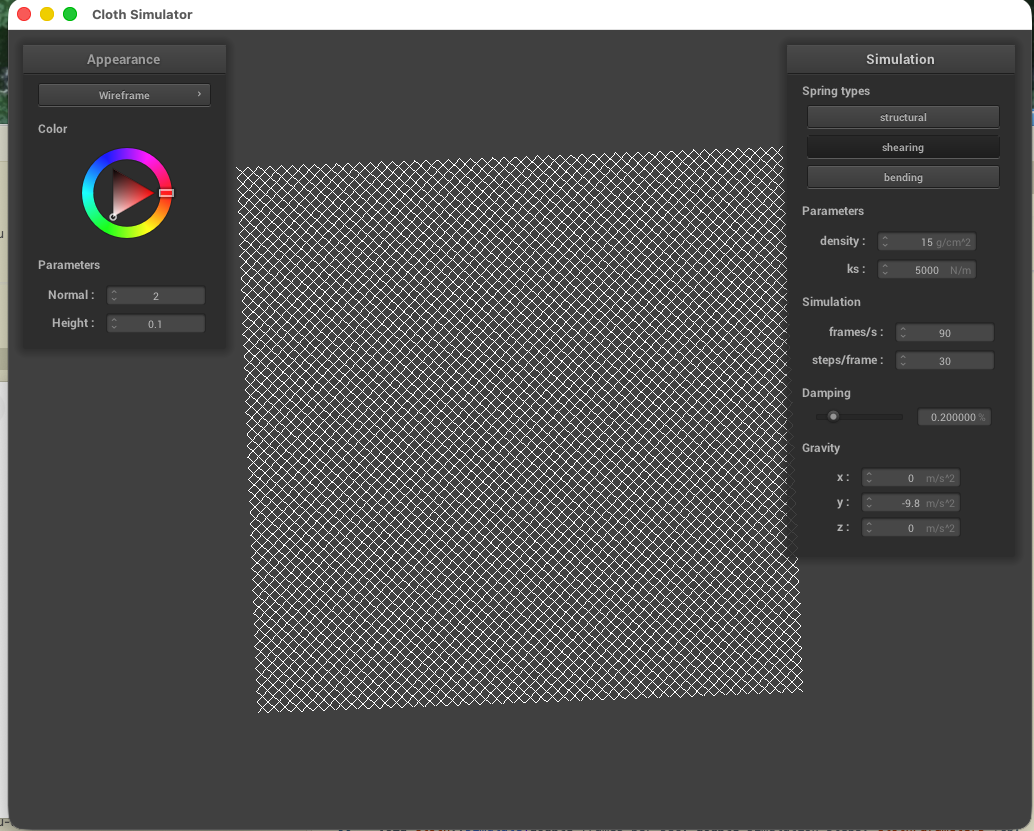 Cloth Simulator
Appearance
Wireframe
Color
Parameters
Normal : 2
Height : 0.1
Simulation
Spring types
structural
shearing
bending
Parameters
density : 15 g/cm^2
ks : 5000 N/m
Simulation
frames/s : 90
steps/frame : 30
Damping
0.200000 %
Gravity
x : 0 m/s^2
y : -9.8 m/s^2
z : 0 m/s^2